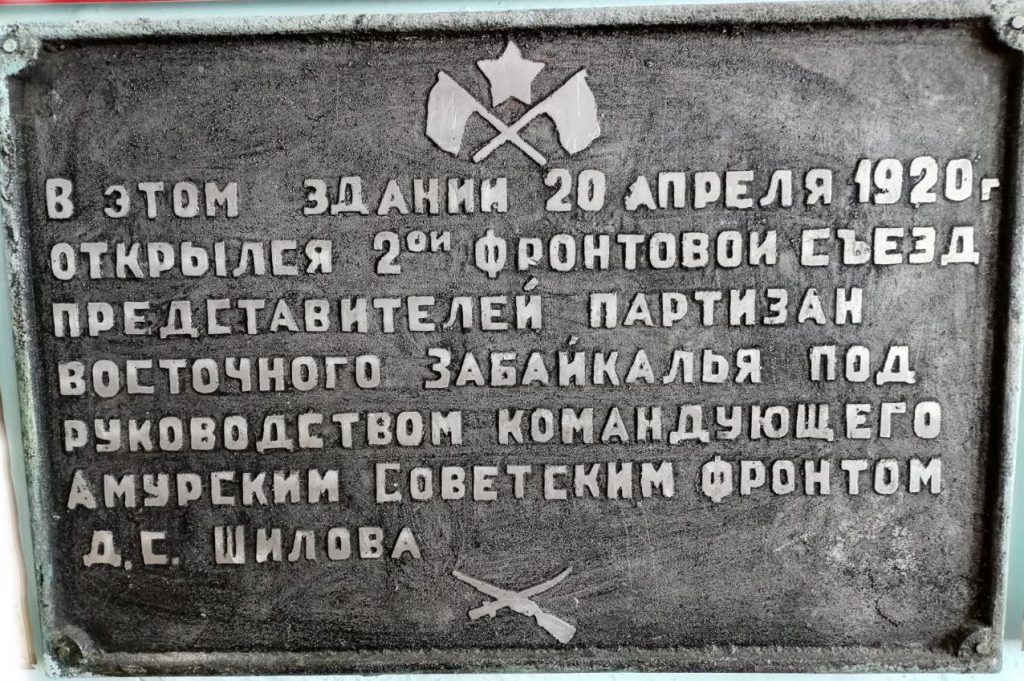 В ЭТОМ ЗДАНИИ 20 АПРЕЛЯ 1920г
ОТКРЫЛСЯ 2ой ФРОНТОВОЙ СЪЕЗД
ПРЕДСТАВИТЕЛЕЙ ПАРТИЗАН
ВОСТОЧНОГО ЗАБАЙКАЛЬЯ ПОД
РУКОВОДСТВОМ КОМАНДУЮЩЕГО
АМУРСКИМ СОВЕТСКИМ ФРОНТОМ
Д.С. ШИЛОВА